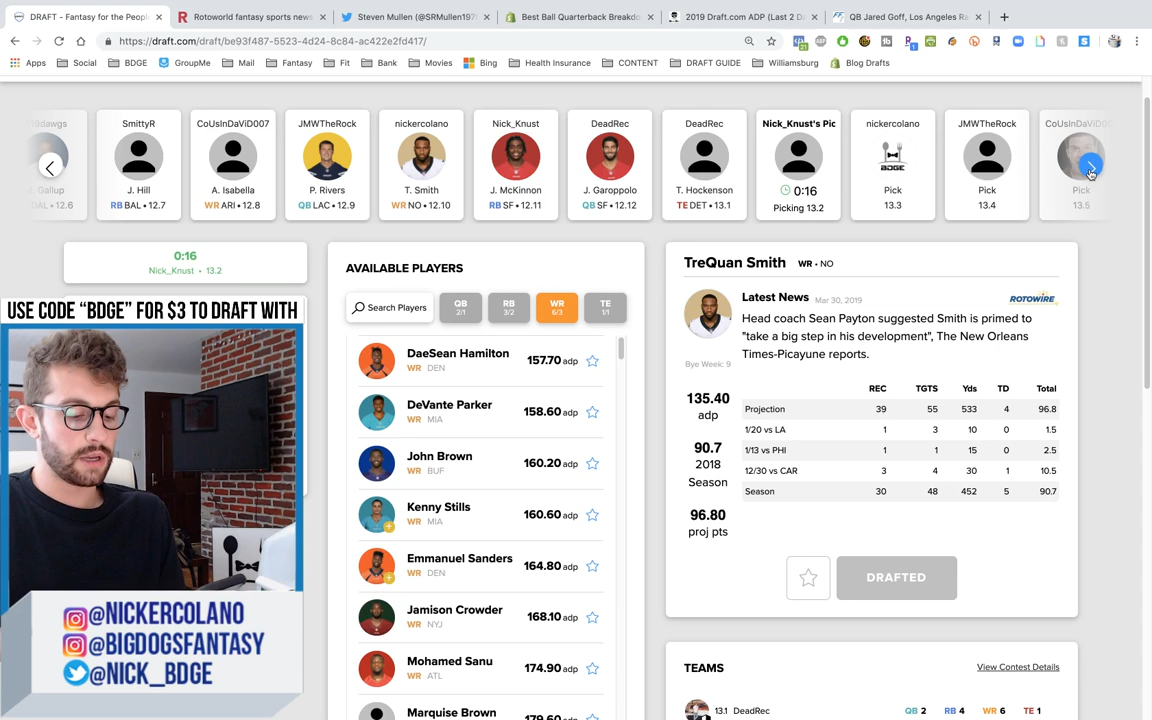 DRAFT - Fantasy for the Peopl
Rotoworld fantasy sports news
Steven Mullen (@SRMullen197
Best Ball Quarterback Breakdo
2019 Draft.com ADP (Last 2 D
QB Jared Goff, Los Angeles Ra
https://draft.com/draft/be93f487-5523-4d24-8c84-ac422e2fd417/
Apps Social BDGE GroupMe Mail Fantasy Fit Bank Movies Bing Health Insurance CONTENT DRAFT GUIDE Williamsburg Blog Drafts
19dawgs SmittyR CoUsInDaViD007 JMWTheRock nickercolano Nick_Knust DeadRec DeadRec Nick_Knust's Pic nickercolano JMWTheRock CoUsInDaViD00
BDGE
. Gallup J. Hill A. Isabella P. Rivers T. Smith J. McKinnon J. Garoppolo T. Hockenson 0:16 Pick Pick Pick
DAL • 12.6 RB BAL • 12.7 WR ARI • 12.8 QB LAC • 12.9 WR NO • 12.10 RB SF • 12.11 QB SF • 12.12 TE DET • 13.1 Picking 13.2 13.3 13.4 13.5
0:16
Nick_Knust • 13.2
USE CODE "BDGE" FOR $3 TO DRAFT WITH
@NICKERCOLANO
@BIGDOGSFANTASY
@NICK_BDGE
AVAILABLE PLAYERS
Search Players
QB 2/1
RB 3/2
WR 6/3
TE 1/1
DaeSean Hamilton 157.70 adp
WR DEN
DeVante Parker 158.60 adp
WR MIA
John Brown 160.20 adp
WR BUF
Kenny Stills 160.60 adp
WR MIA
Emmanuel Sanders 164.80 adp
WR DEN
Jamison Crowder 168.10 adp
WR NYJ
Mohamed Sanu 174.90 adp
WR ATL
Marquise Brown 179.60 adp
TreQuan Smith WR • NO
Latest News Mar 30, 2019
ROTOWIRE
Head coach Sean Payton suggested Smith is primed to
"take a big step in his development", The New Orleans
Times-Picayune reports.
Bye Week: 9
135.40
adp
90.7
2018
Season
96.80
proj pts
REC TGTS Yds TD Total
Projection 39 55 533 4 96.8
1/20 vs LA 1 3 10 0 1.5
1/13 vs PHI 1 1 15 0 2.5
12/30 vs CAR 3 4 30 1 10.5
Season 30 48 452 5 90.7
DRAFTED
TEAMS View Contest Details
13.1 DeadRec QB 2 RB 4 WR 6 TE 1